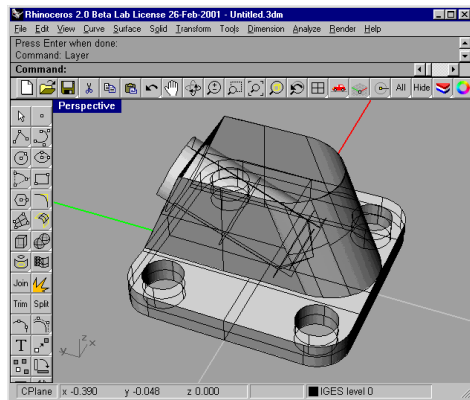 Rhinoceros 2.0 Beta Lab License 26-Feb-2001 - Untitled.3dm
File Edit View Curve Surface Solid Transform Tools Dimension Analyze Render Help
Press Enter when done:
Command: Layer
Command:
All Hide
Perspective
Join
Trim Split
T
z
y x
CPlane x -0.390 y -0.048 z 0.000 IGES level 0